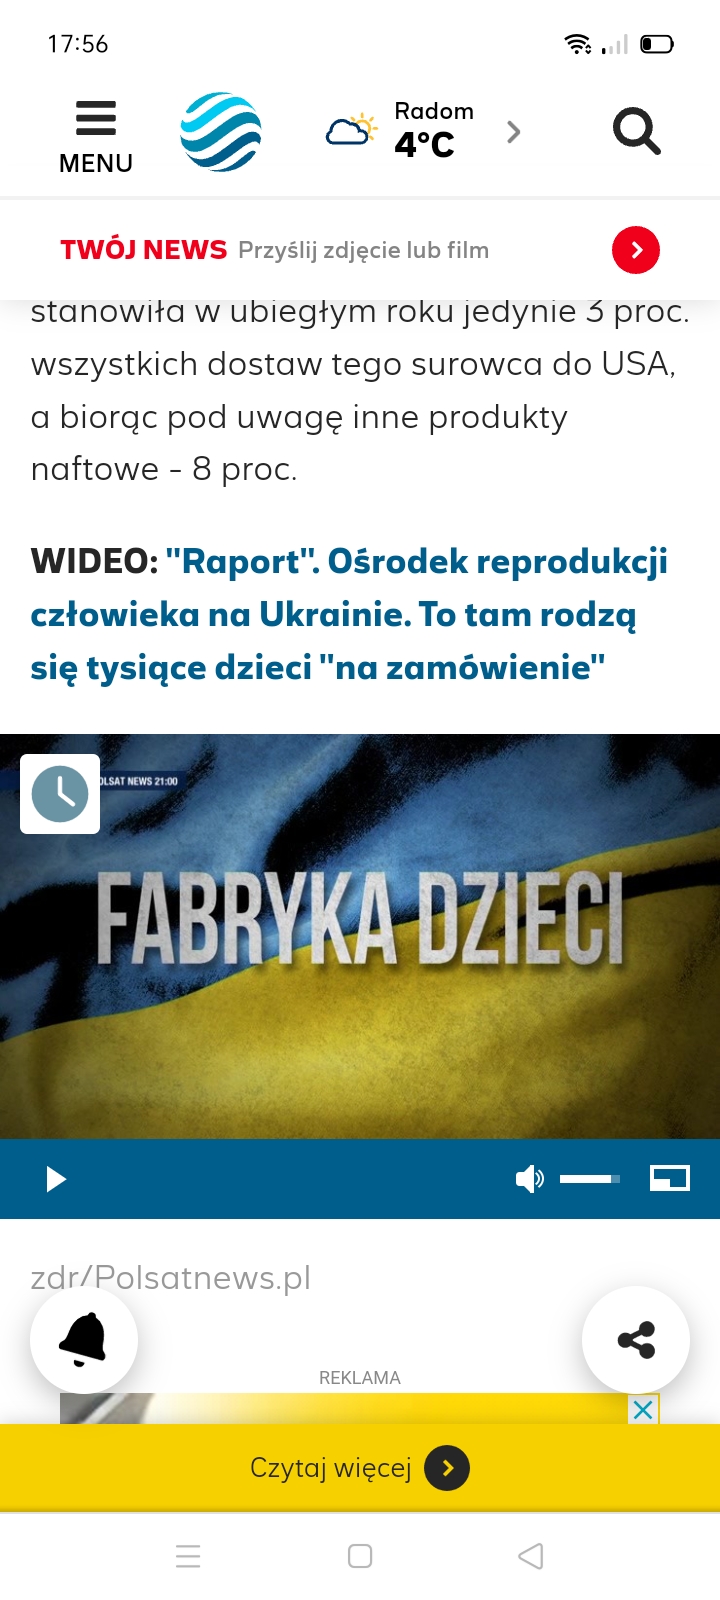 17:56
MENU
Radom
4°C
TWÓJ NEWS Przyślij zdjęcie lub film
stanowiła w ubiegłym roku jedynie 3 proc.
wszystkich dostaw tego surowca do USA,
a biorąc pod uwagę inne produkty
naftowe - 8 proc.
WIDEO: "Raport". Ośrodek reprodukcji
człowieka na Ukrainie. To tam rodzą
się tysiące dzieci "na zamówienie"
OLSAT NEWS 21:00
FABRYKA DZIECI
zdr/Polsatnews.pl
REKLAMA
Czytaj więcej